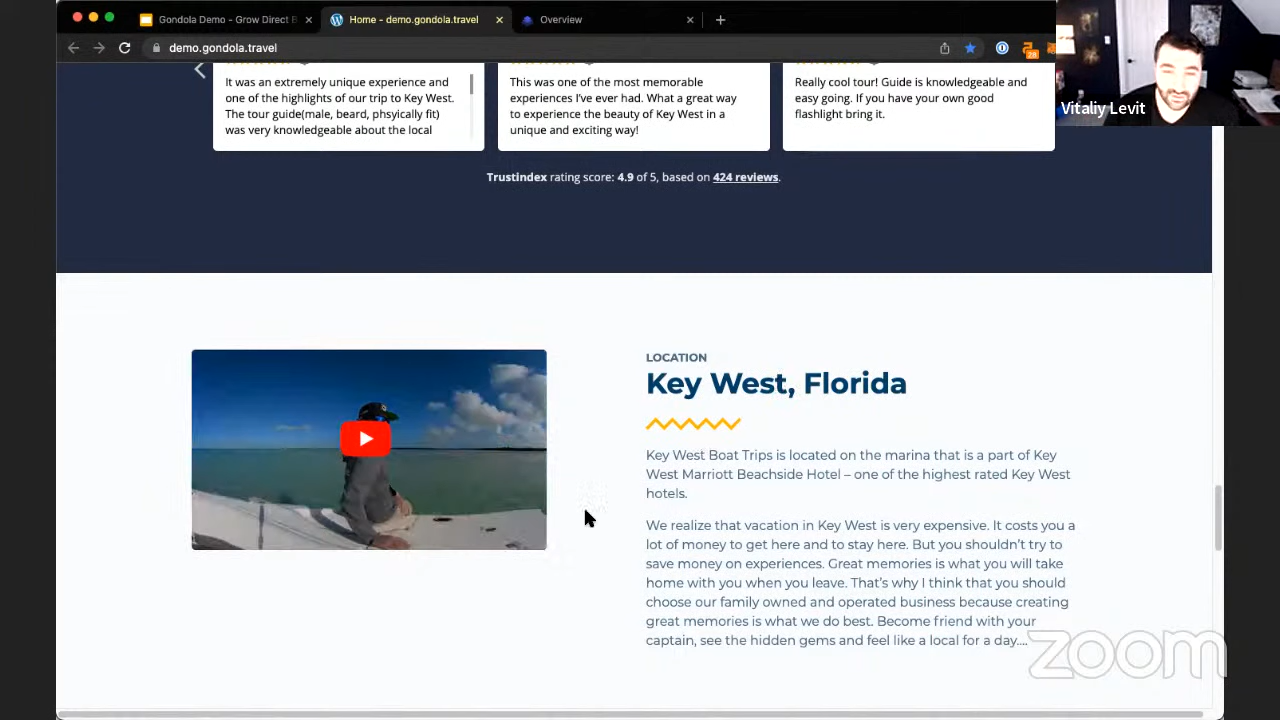 Gondola Demo - Grow Direct B
Home - demo.gondola.travel
Overview
demo.gondola.travel
28
Vitaliy Levit
It was an extremely unique experience and
one of the highlights of our trip to Key West.
The tour guide(male, beard, phsyically fit)
was very knowledgeable about the local
This was one of the most memorable
experiences I've ever had. What a great way
to experience the beauty of Key West in a
unique and exciting way!
Really cool tour! Guide is knowledgeable and
easy going. If you have your own good
flashlight bring it.
Trustindex rating score: 4.9 of 5, based on 424 reviews.
LOCATION
Key West, Florida
Key West Boat Trips is located on the marina that is a part of Key
West Marriott Beachside Hotel – one of the highest rated Key West
hotels.
We realize that vacation in Key West is very expensive. It costs you a
lot of money to get here and to stay here. But you shouldn't try to
save money on experiences. Great memories is what you will take
home with you when you leave. That's why I think that you should
choose our family owned and operated business because creating
great memories is what we do best. Become friend with your
captain, see the hidden gems and feel like a local for a day....
zoom